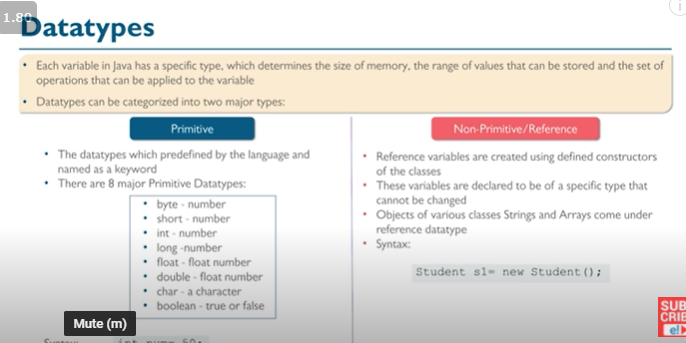 1.80
Datatypes
• Each variable in Java has a specific type, which determines the size of memory, the range of values that can be stored and the set of
operations that can be applied to the variable
• Datatypes can be categorized into two major types:
Primitive
• The datatypes which predefined by the language and
named as a keyword
• There are 8 major Primitive Datatypes:
• byte - number
• short - number
• int - number
• long -number
• float - float number
• double - float number
• char - a character
• boolean - true or false
Non-Primitive/Reference
• Reference variables are created using defined constructors
of the classes
• These variables are declared to be of a specific type that
cannot be changed
• Objects of various classes Strings and Arrays come under
reference datatype
• Syntax:
Student s1= new Student();
Mute (m)
SUB
CRIB
e!